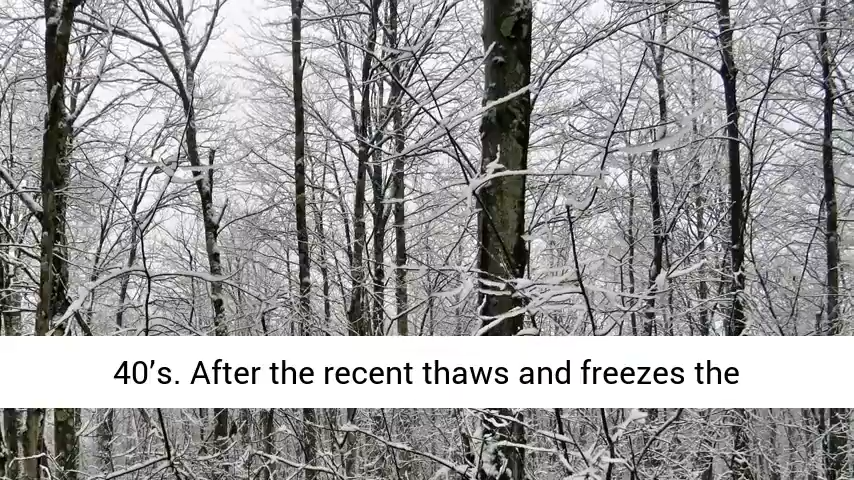 40’s. After the recent thaws and freezes the